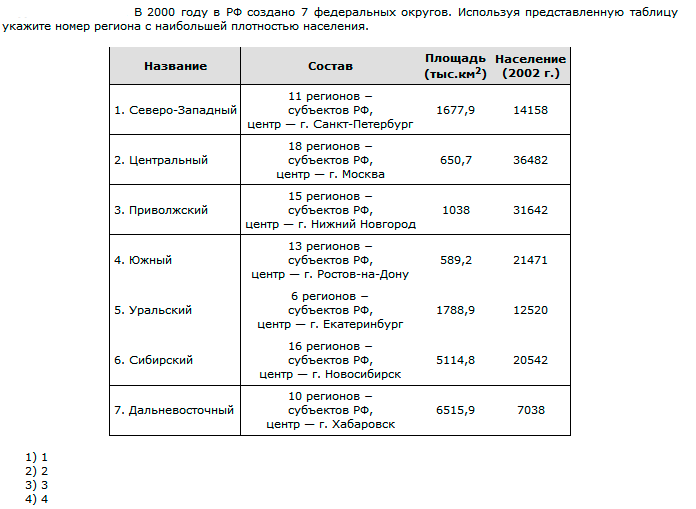 В 2000 году в РФ создано 7 федеральных округов. Используя представленную таблицу
укажите номер региона с наибольшей плотностью населения.
Название Состав Площадь (тыс.км²) Население (2002 г.)
1. Северо-Западный 11 регионов − субъектов РФ, центр — г. Санкт-Петербург 1677,9 14158
2. Центральный 18 регионов − субъектов РФ, центр — г. Москва 650,7 36482
3. Приволжский 15 регионов − субъектов РФ, центр — г. Нижний Новгород 1038 31642
4. Южный 13 регионов − субъектов РФ, центр — г. Ростов-на-Дону 589,2 21471
5. Уральский 6 регионов − субъектов РФ, центр — г. Екатеринбург 1788,9 12520
6. Сибирский 16 регионов − субъектов РФ, центр — г. Новосибирск 5114,8 20542
7. Дальневосточный 10 регионов − субъектов РФ, центр — г. Хабаровск 6515,9 7038
1) 1
2) 2
3) 3
4) 4